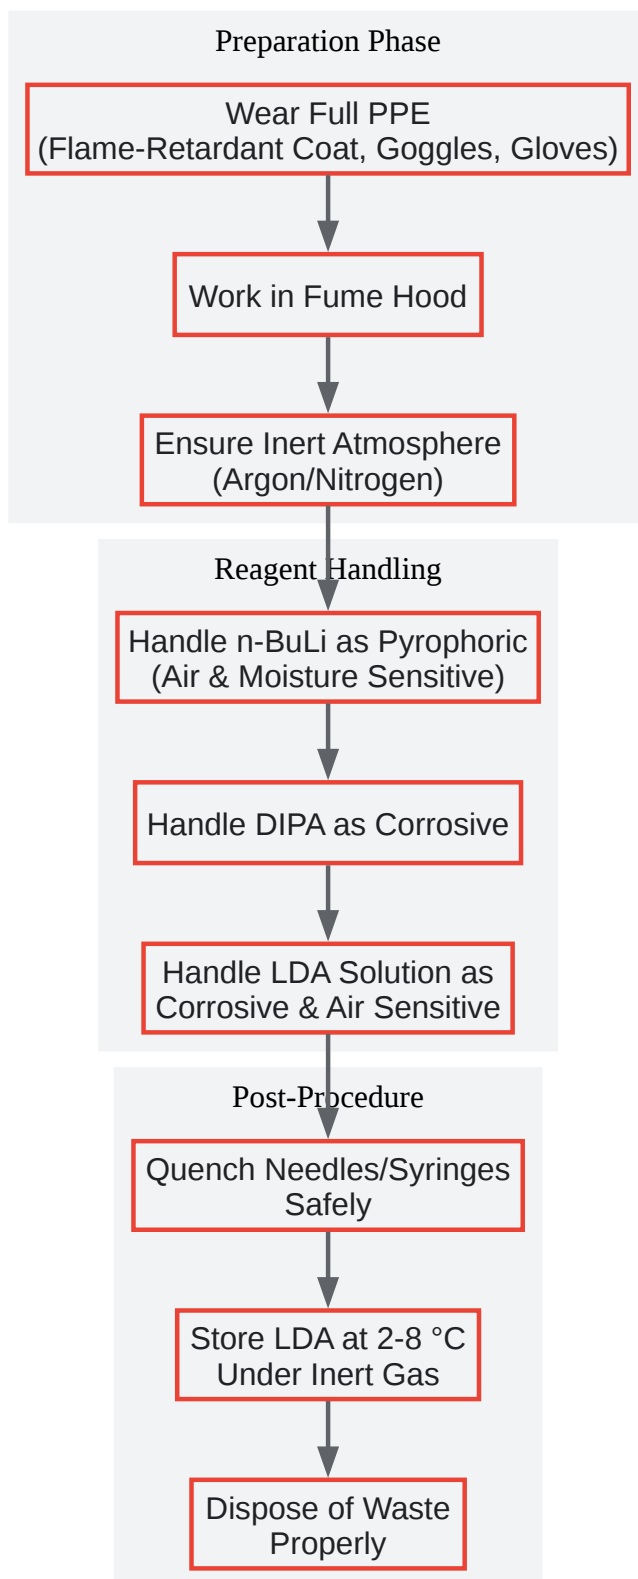 Preparation Phase
Wear Full PPE
(Flame-Retardant Coat, Goggles, Gloves)
Work in Fume Hood
Ensure Inert Atmosphere
(Argon/Nitrogen)
Reagent Handling
Handle n-BuLi as Pyrophoric
(Air & Moisture Sensitive)
Handle DIPA as Corrosive
Handle LDA Solution as
Corrosive & Air Sensitive
Post-Procedure
Quench Needles/Syringes
Safely
Store LDA at 2-8 °C
Under Inert Gas
Dispose of Waste
Properly